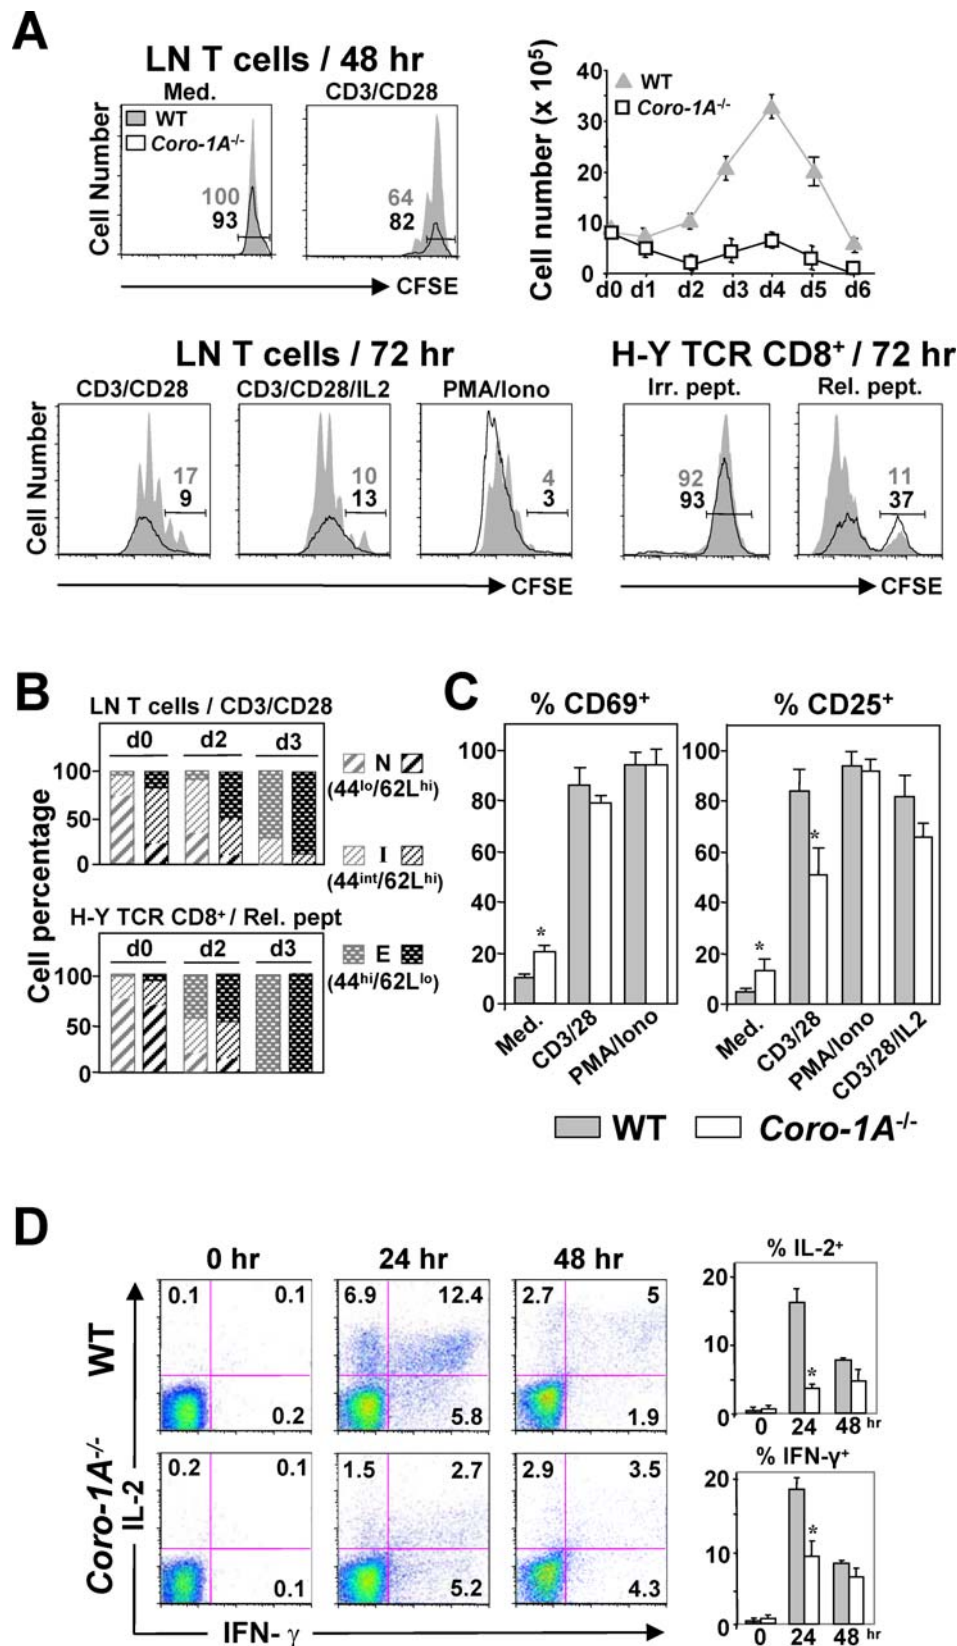 A
LN T cells / 48 hr
Med.
CD3/CD28
WT
Coro-1A-/-
Cell Number
100
93
64
82
CFSE
Cell number (x 10⁵)
40
30
20
10
0
WT
Coro-1A-/-
d0 d1 d2 d3 d4 d5 d6
LN T cells / 72 hr
H-Y TCR CD8⁺ / 72 hr
CD3/CD28
CD3/CD28/IL2
PMA/Iono
Irr. pept.
Rel. pept.
Cell Number
17
9
10
13
4
3
92
93
11
37
CFSE
CFSE
B
LN T cells / CD3/CD28
d0 d2 d3
100
50
0
Cell percentage
N
(44lo/62Lhi)
I
(44int/62Lhi)
E
(44hi/62Llo)
H-Y TCR CD8⁺ / Rel. pept
d0 d2 d3
100
50
0
C
% CD69⁺
100
80
60
40
20
0
*
Med.
CD3/28
PMA/Iono
% CD25⁺
100
80
60
40
20
0
*
*
Med.
CD3/28
PMA/Iono
CD3/28/IL2
WT
Coro-1A-/-
D
0 hr
24 hr
48 hr
WT
0.1 0.1
0.2
6.9 12.4
5.8
2.7 5
1.9
Coro-1A-/-
IL-2
0.2 0.1
0.1
1.5 2.7
5.2
2.9 3.5
4.3
IFN- γ
% IL-2⁺
20
10
0
*
0 24 48 hr
% IFN-γ⁺
20
10
0
*
0 24 48 hr